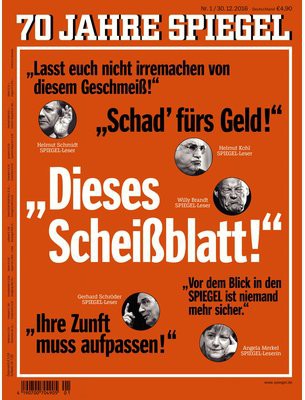 Nr. 1 / 30.12.2016 Deutschland €4,90
70 JAHRE SPIEGEL
„Lasst euch nicht irremachen von
diesem Geschmeiß!“
Helmut Schmidt
SPIEGEL-Leser
„Schad’ fürs Geld!“
Helmut Kohl
SPIEGEL-Leser
Willy Brandt
SPIEGEL-Leser
„Dieses
Scheißblatt!“
Gerhard Schröder
SPIEGEL-Leser
„Ihre Zunft
muss aufpassen!“
„Vor dem Blick in den
SPIEGEL ist niemand
mehr sicher.“
Angela Merkel
SPIEGEL-Leserin
www.spiegel.de